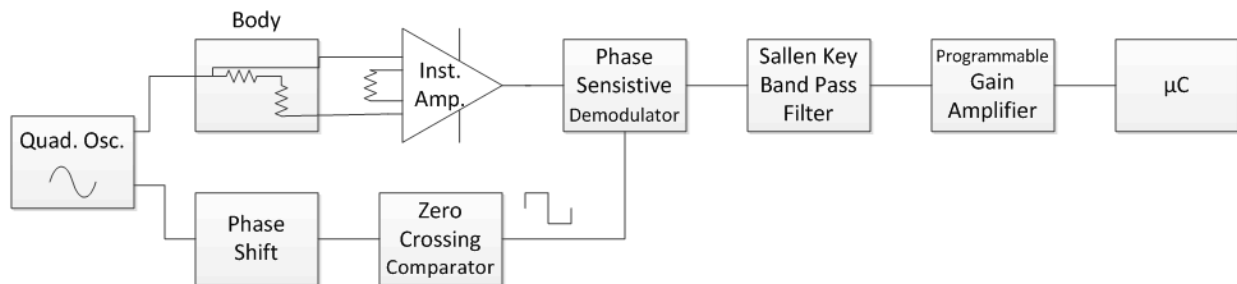 Body
Inst.
Amp.
Phase
Sensistive
Demodulator
Sallen Key
Band Pass
Filter
Programmable
Gain
Amplifier
µC
Quad. Osc.
Phase
Shift
Zero
Crossing
Comparator